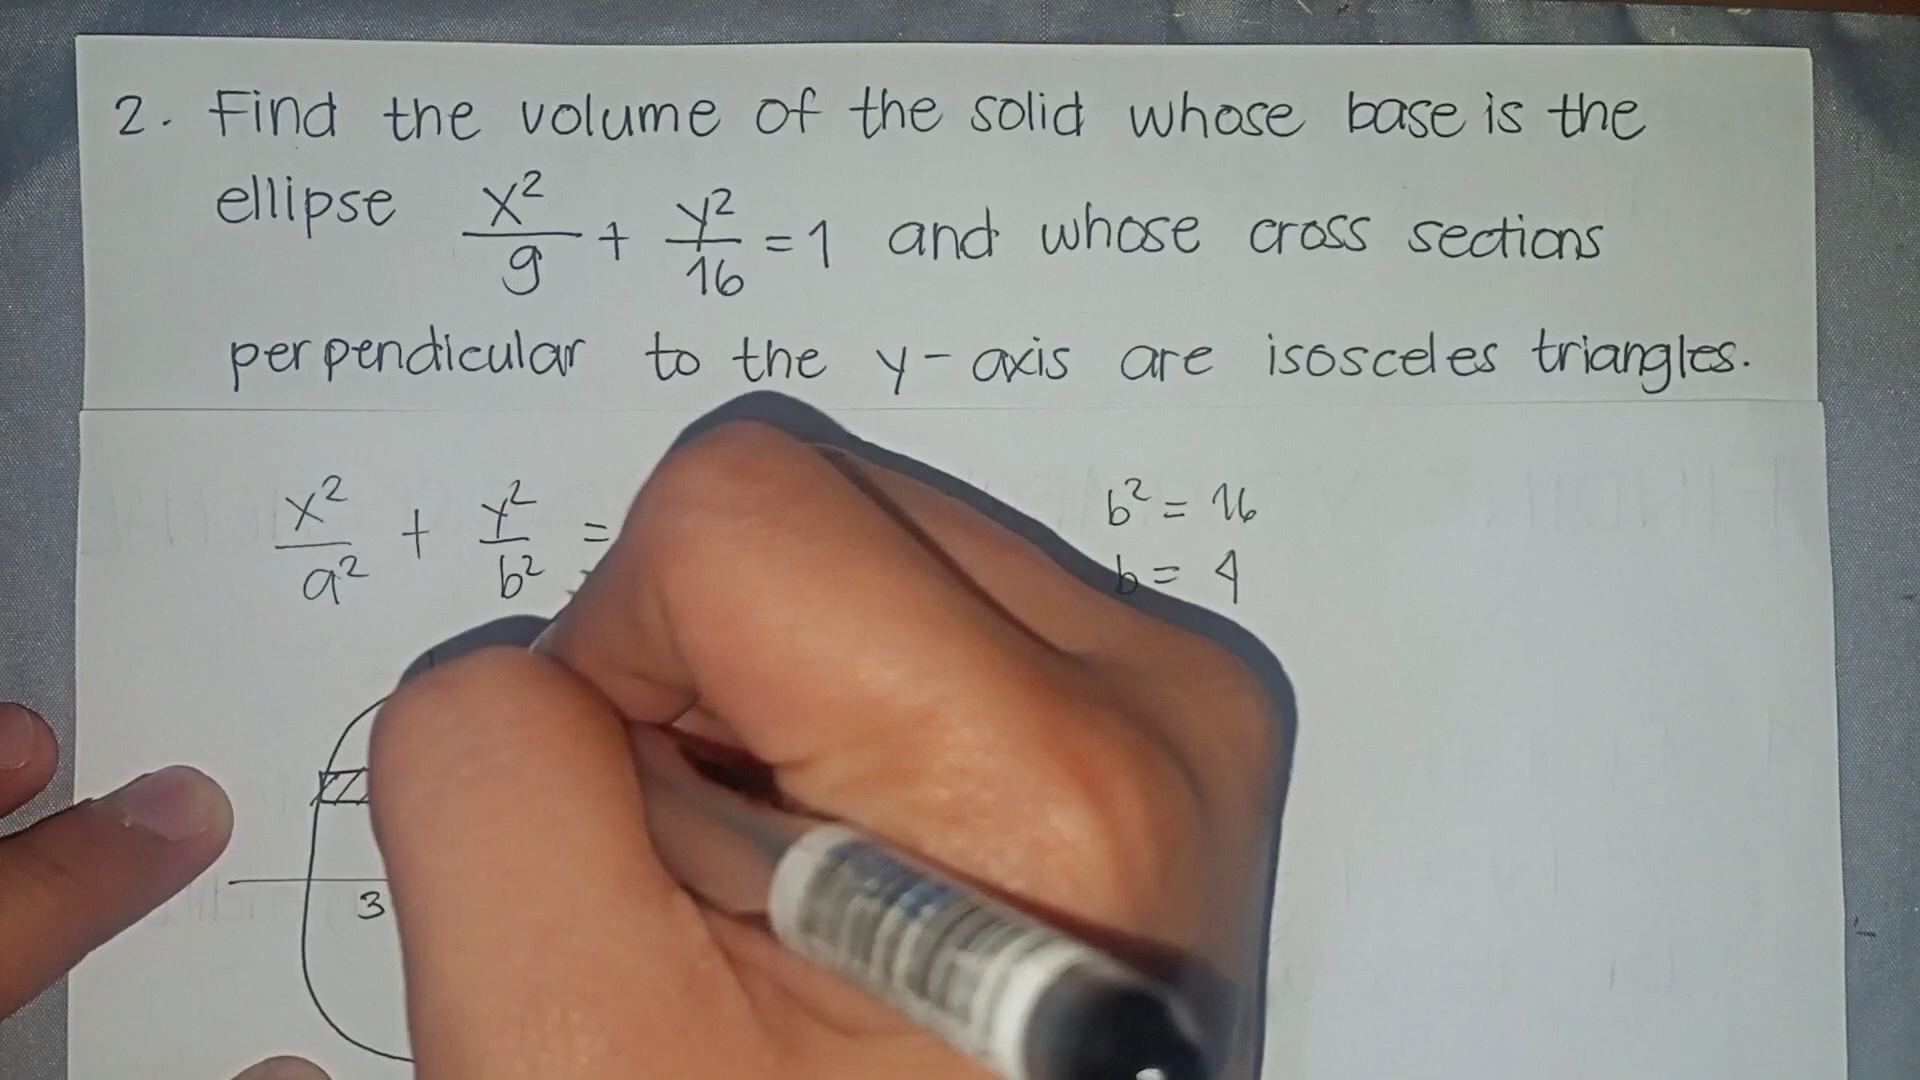 2. Find the volume of the solid whose base is the
ellipse x²/9 + y²/16 = 1 and whose cross sections
perpendicular to the y-axis are isosceles triangles.
x²/a² + y²/b² =
b² = 16
b = 4
3